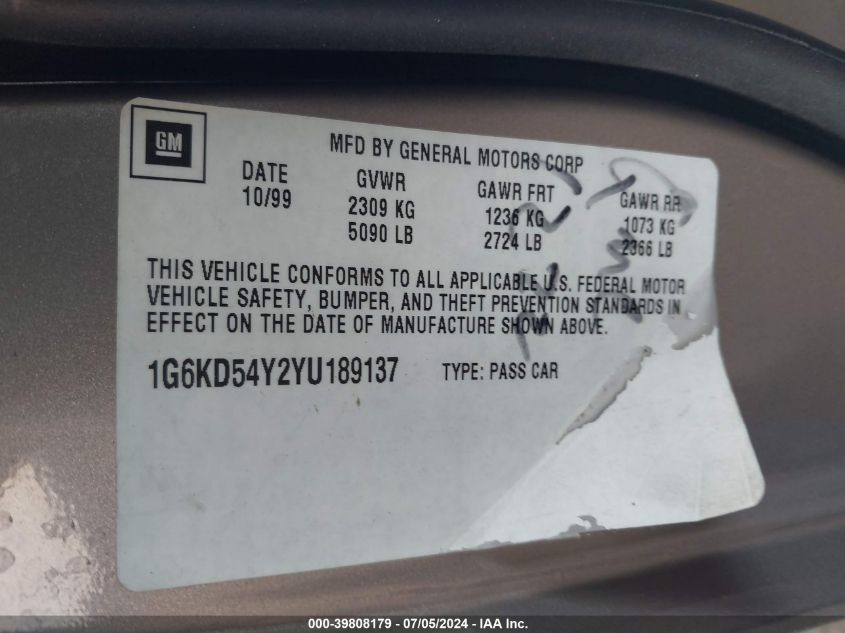 GM
MFD BY GENERAL MOTORS CORP
DATE GVWR GAWR FRT GAWR RR
10/99 2309 KG 1236 KG 1073 KG
5090 LB 2724 LB 2366 LB
THIS VEHICLE CONFORMS TO ALL APPLICABLE U.S. FEDERAL MOTOR
VEHICLE SAFETY, BUMPER, AND THEFT PREVENTION STANDARDS IN
EFFECT ON THE DATE OF MANUFACTURE SHOWN ABOVE.
1G6KD54Y2YU189137 TYPE: PASS CAR
000-39808179 - 07/05/2024 - IAA Inc.